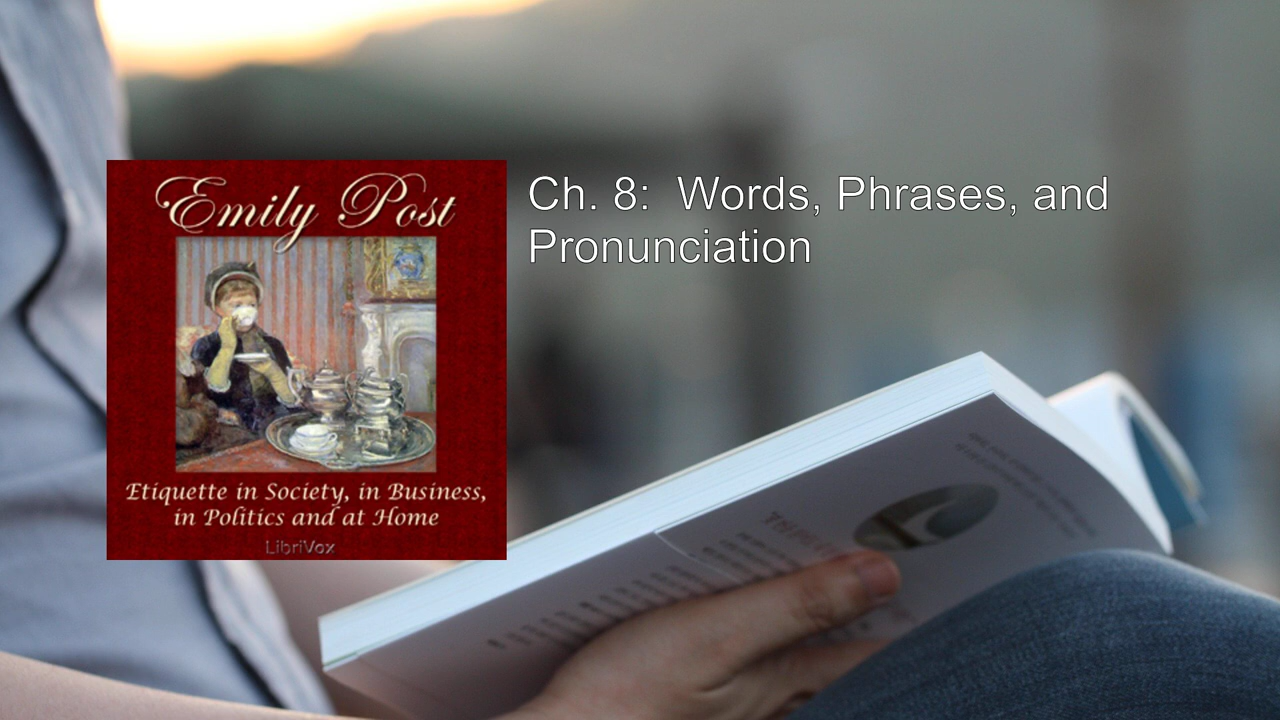 Emily Post
Etiquette in Society, in Business,
in Politics and at Home
LibriVox
Ch. 8:  Words, Phrases, and
Pronunciation